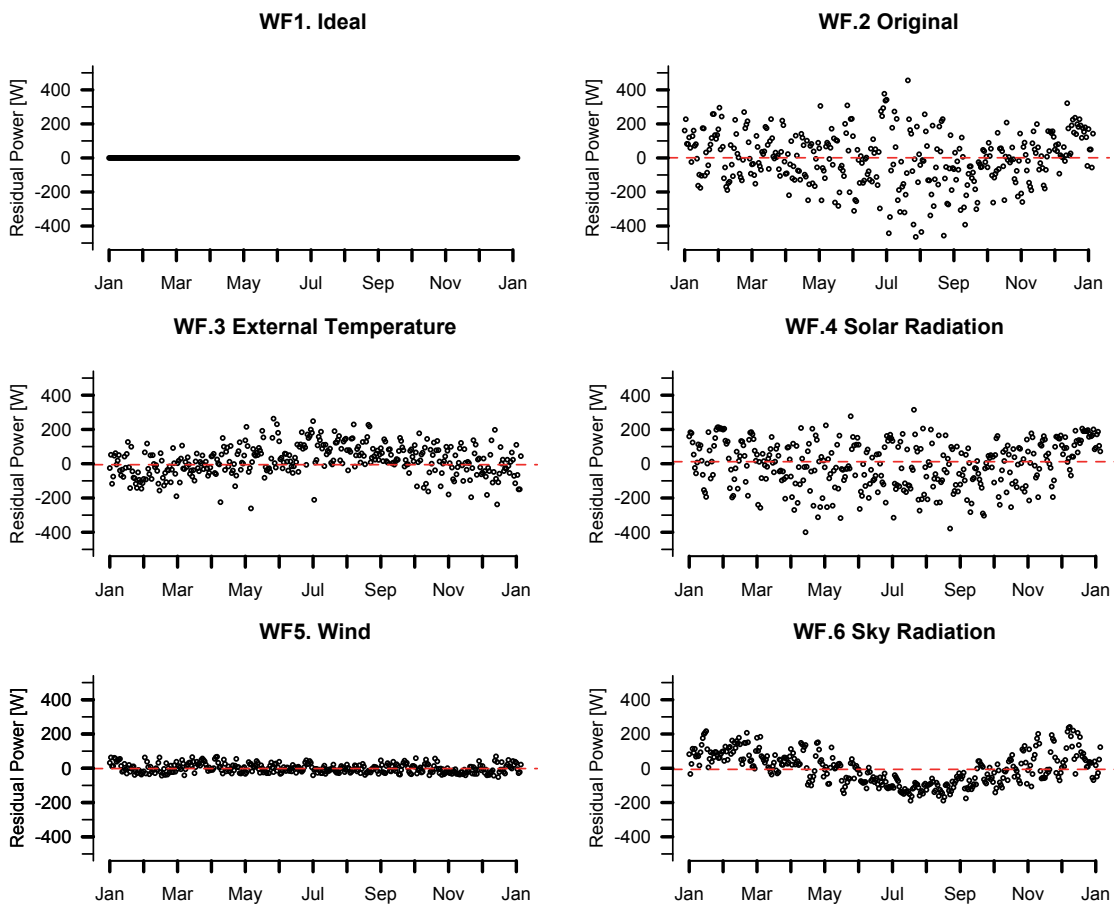 WF1. Ideal
Residual Power [W]
400
200
0
-200
-400
Jan Mar May Jul Sep Nov Jan
WF.2 Original
Residual Power [W]
400
200
0
-200
-400
Jan Mar May Jul Sep Nov Jan
WF.3 External Temperature
Residual Power [W]
400
200
0
-200
-400
Jan Mar May Jul Sep Nov Jan
WF.4 Solar Radiation
Residual Power [W]
400
200
0
-200
-400
Jan Mar May Jul Sep Nov Jan
WF5. Wind
Residual Power [W]
400
200
0
-200
-400
Jan Mar May Jul Sep Nov Jan
WF.6 Sky Radiation
Residual Power [W]
400
200
0
-200
-400
Jan Mar May Jul Sep Nov Jan